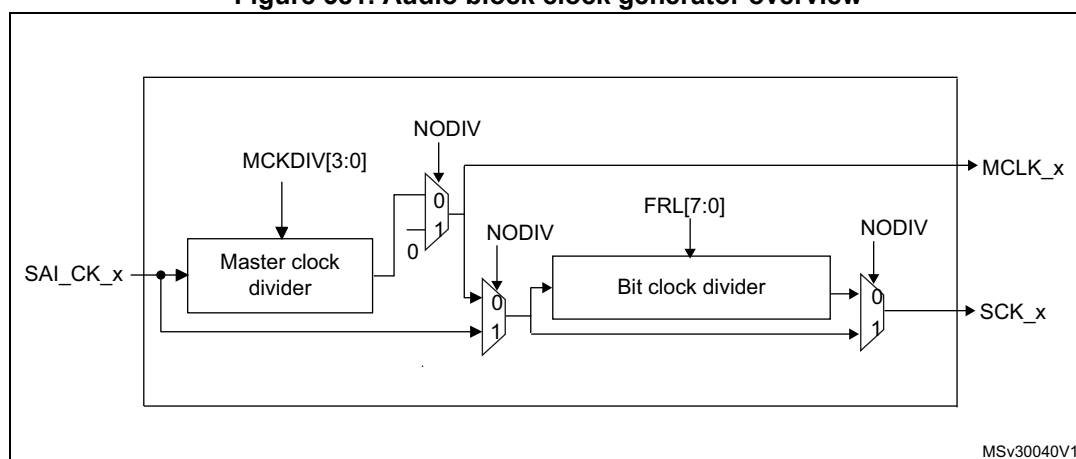 Figure 381. Audio block clock generator overview
NODIV
MCKDIV[3:0]
MCLK_x
0
FRL[7:0]
1
NODIV
NODIV
0
SAI_CK_x
Master clock
divider
Bit clock divider
0
0
1
1
SCK_x
MSv30040V1